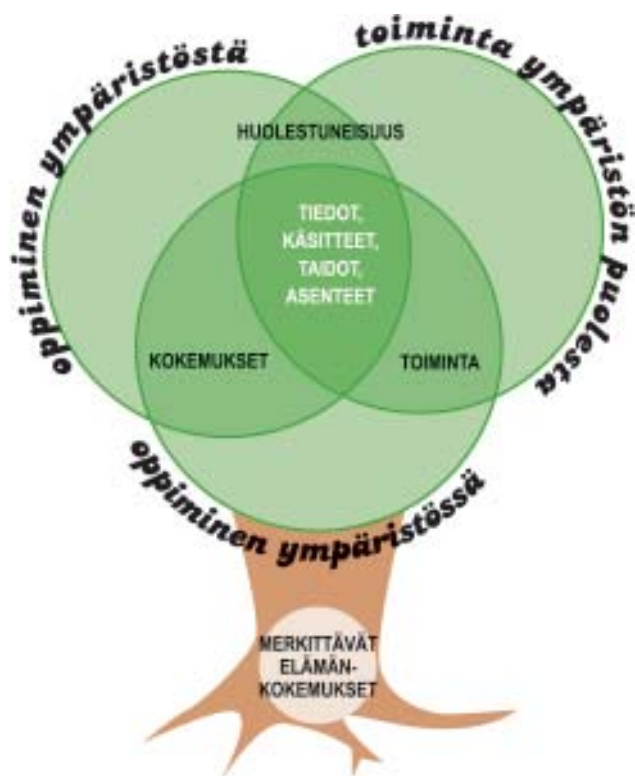 oppiminen ympäristöstä
toiminta ympäristön puolesta
HUOLESTUNEISUUS
TIEDOT,
KÄSITTEET,
TAIDOT,
ASENTEET
KOKEMUKSET
TOIMINTA
oppiminen ympäristössä
MERKITTÄVÄT
ELÄMÄN-
KOKEMUKSET